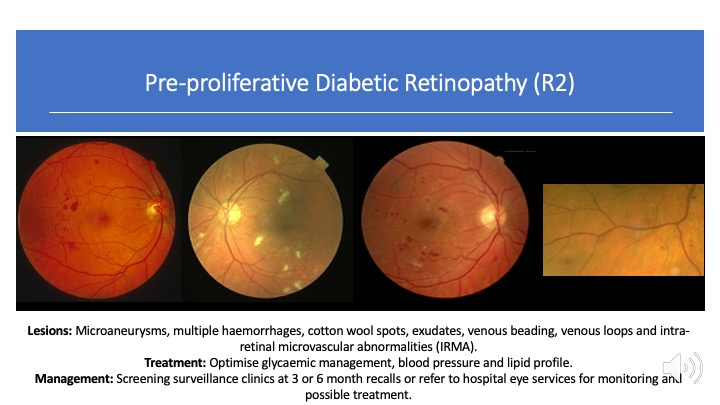 Pre-proliferative Diabetic Retinopathy (R2)
Lesions: Microaneurysms, multiple haemorrhages, cotton wool spots, exudates, venous beading, venous loops and intra-
retinal microvascular abnormalities (IRMA).
Treatment: Optimise glycaemic management, blood pressure and lipid profile.
Management: Screening surveillance clinics at 3 or 6 month recalls or refer to hospital eye services for monitoring and
possible treatment.